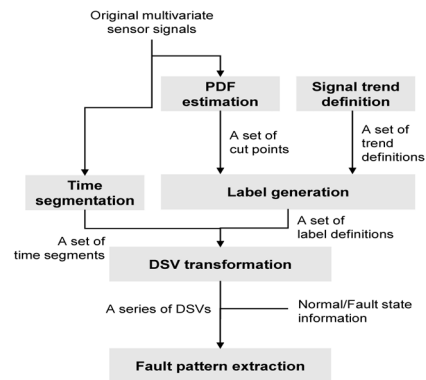 Original multivariate
sensor signals
PDF
estimation
Signal trend
definition
A set of
cut points
A set of
trend
definitions
Time
segmentation
Label generation
A set of
time segments
A set of
label definitions
DSV transformation
A series of DSVs
Normal/Fault state
information
Fault pattern extraction